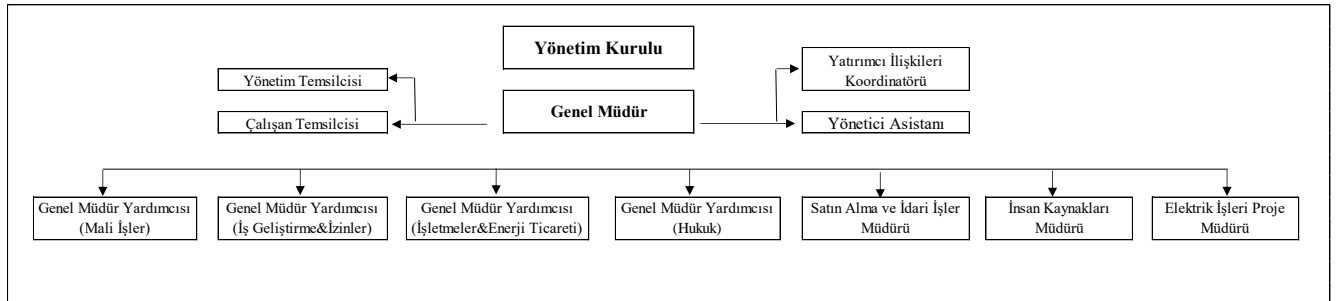 Yönetim Kurulu
Yönetim Temsilcisi
Yatırımcı İlişkileri
Koordinatörü
Genel Müdür
Çalışan Temsilcisi
Yönetici Asistanı
Genel Müdür Yardımcısı
(Mali İşler)
Genel Müdür Yardımcısı
(İş Geliştirme&İzinler)
Genel Müdür Yardımcısı
(İşletmeler&Enerji Ticareti)
Genel Müdür Yardımcısı
(Hukuk)
Satın Alma ve İdari İşler
Müdürü
İnsan Kaynakları
Müdürü
Elektrik İşleri Proje
Müdürü